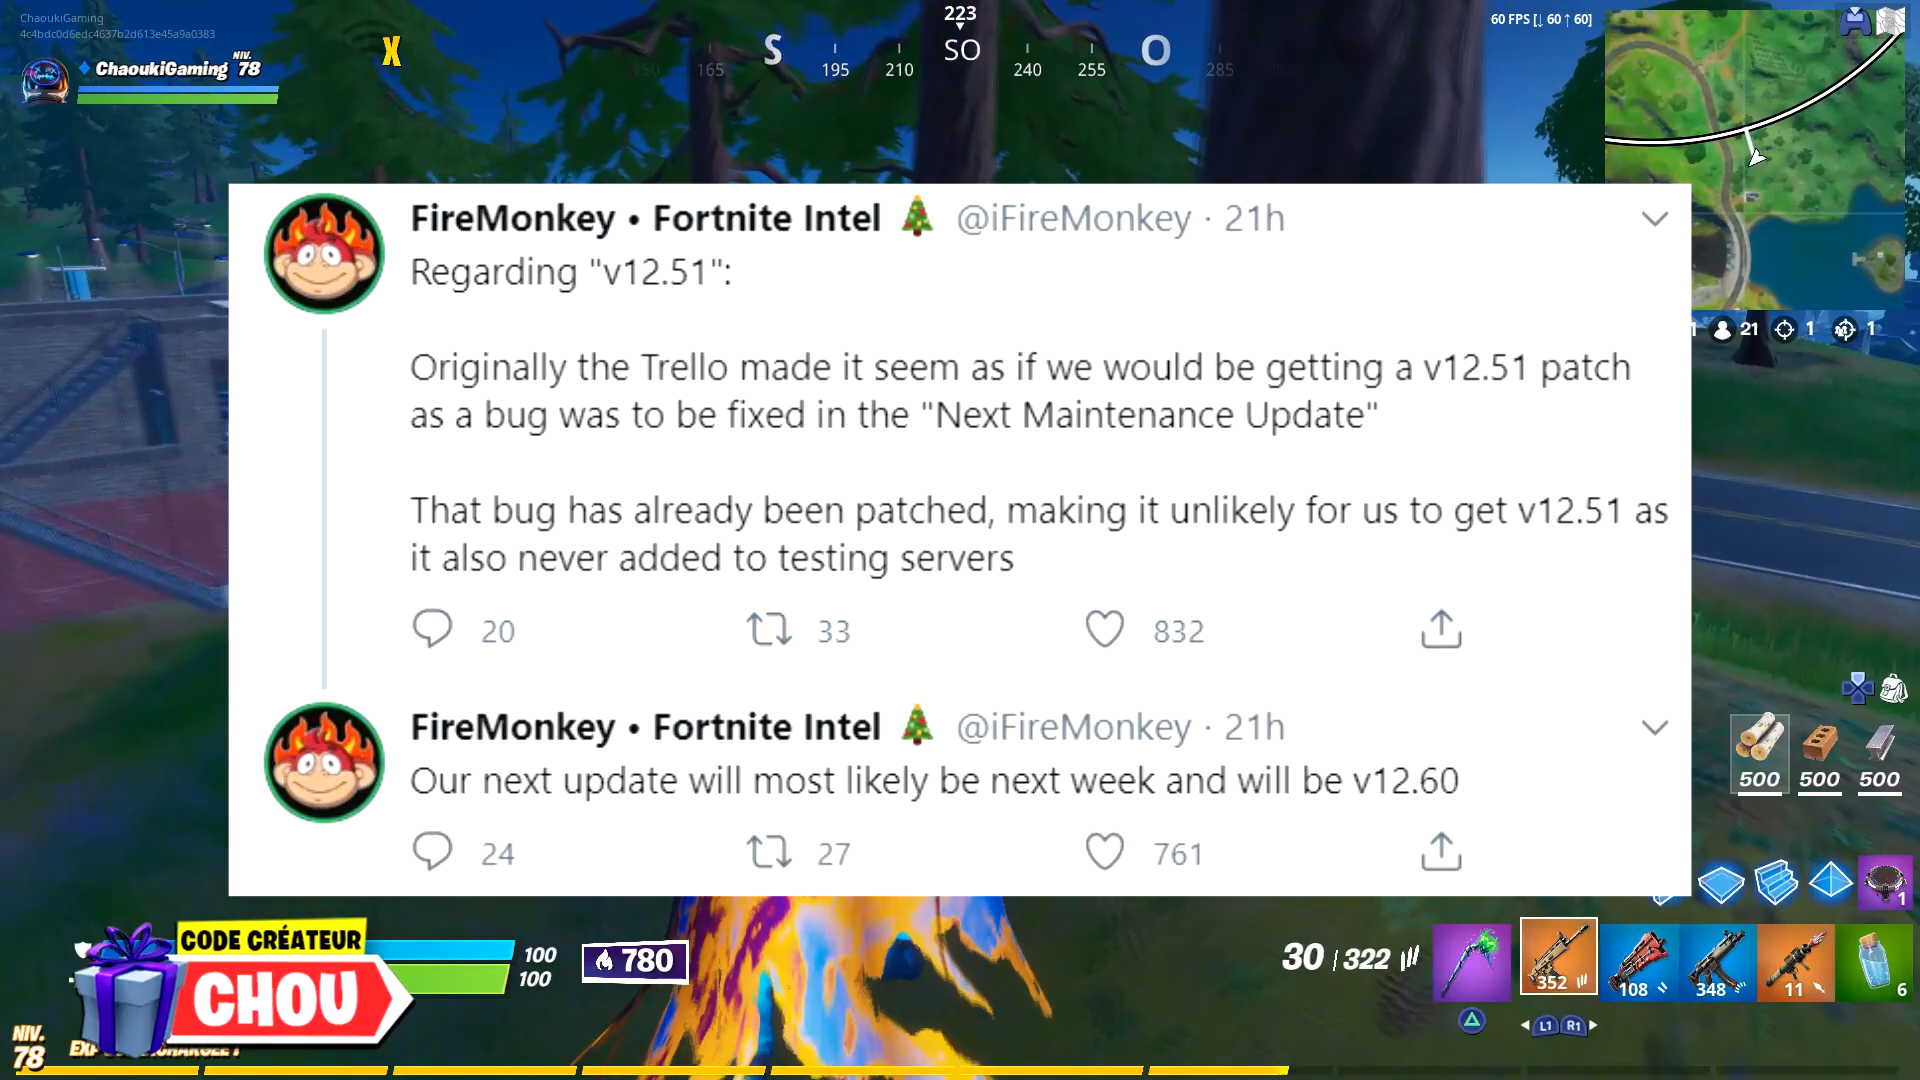 ChaoukiGaming
4c4bdc0d6edc4637b2d613e45a9a0383
ChaoukiGaming NIV. 78
X
223
165 S 195 210 SO 240 255 O 285
60 FPS [↓ 60 ↑ 60]
21 1 1
FireMonkey • Fortnite Intel 🎄 @iFireMonkey · 21h
Regarding "v12.51":
Originally the Trello made it seem as if we would be getting a v12.51 patch
as a bug was to be fixed in the "Next Maintenance Update"
That bug has already been patched, making it unlikely for us to get v12.51 as
it also never added to testing servers
20 33 832
FireMonkey • Fortnite Intel 🎄 @iFireMonkey · 21h
Our next update will most likely be next week and will be v12.60
24 27 761
500 500 500
1
CODE CRÉATEUR
CHOU
100
100
780
30 | 322
352 108 348 11 6
L1 R1
NIV.
78